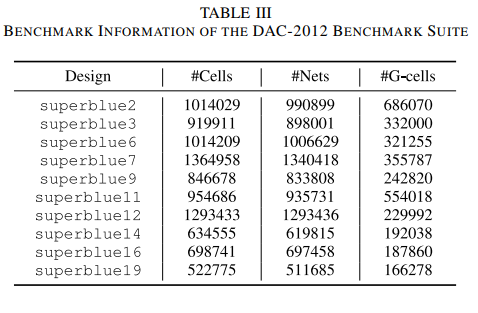 TABLE III
BENCHMARK INFORMATION OF THE DAC-2012 BENCHMARK SUITE
Design #Cells #Nets #G-cells
superblue2 1014029 990899 686070
superblue3 919911 898001 332000
superblue6 1014209 1006629 321255
superblue7 1364958 1340418 355787
superblue9 846678 833808 242820
superblue11 954686 935731 554018
superblue12 1293433 1293436 229992
superblue14 634555 619815 192038
superblue16 698741 697458 187860
superblue19 522775 511685 166278